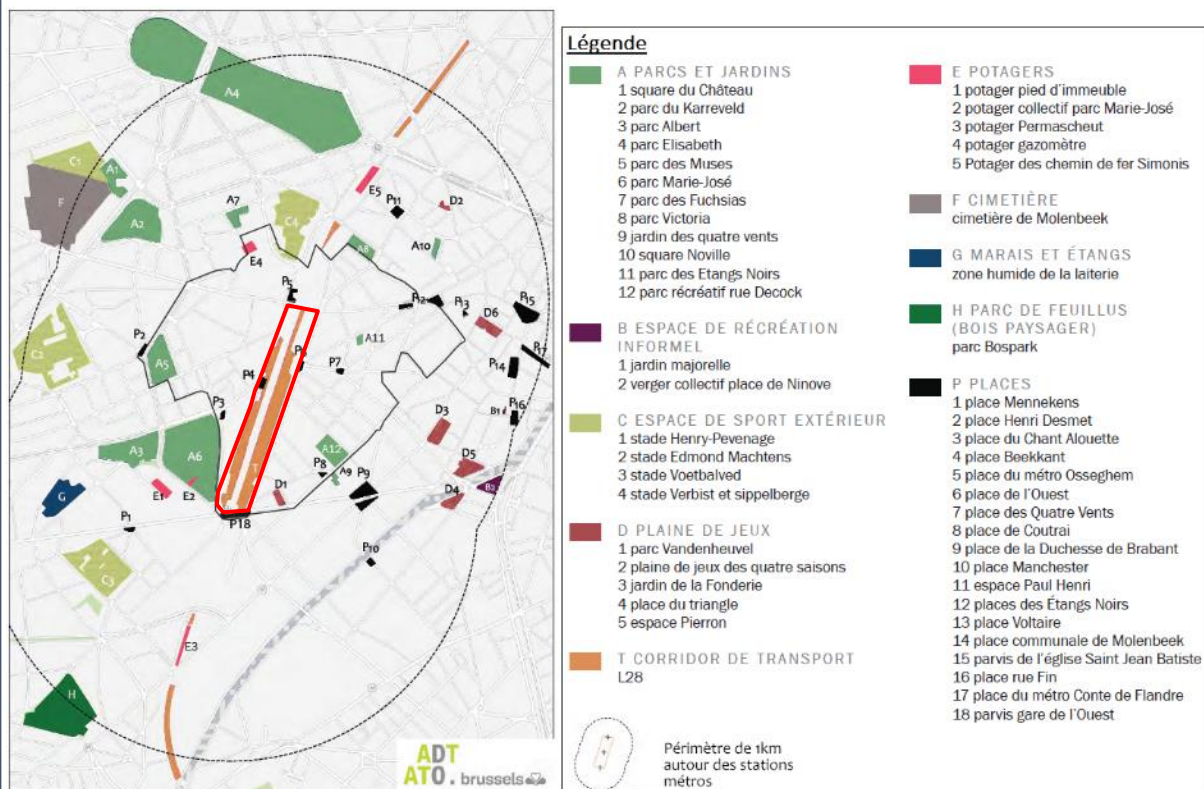 A4
C1
A1
F
A2
A7
C4
E5
P11
D2
A10
A8
E4
P5
P12
P13
P15
D6
C2
P2
A5
A11
P17
P4
P6
P7
P14
P3
B1
P16
D3
A3
A6
A12
D5
P8
A9
P9
T
E1
E2
D1
D4
B2
G
P1
P18
P10
C3
E3
H
ADT
ATO. brussels
Légende
A PARCS ET JARDINS
1 square du Château
2 parc du Karreveld
3 parc Albert
4 parc Elisabeth
5 parc des Muses
6 parc Marie-José
7 parc des Fuchsias
8 parc Victoria
9 jardin des quatre vents
10 square Noville
11 parc des Etangs Noirs
12 parc récréatif rue Decock
B ESPACE DE RÉCRÉATION
INFORMEL
1 jardin majorelle
2 verger collectif place de Ninove
C ESPACE DE SPORT EXTÉRIEUR
1 stade Henry-Pevenage
2 stade Edmond Machtens
3 stade Voetbalved
4 stade Verbist et sippelberge
D PLAINE DE JEUX
1 parc Vandenheuvel
2 plaine de jeux des quatre saisons
3 jardin de la Fonderie
4 place du triangle
5 espace Pierron
T CORRIDOR DE TRANSPORT
L28
Périmètre de 1km
autour des stations
métros
E POTAGERS
1 potager pied d'immeuble
2 potager collectif parc Marie-José
3 potager Permascheut
4 potager gazomètre
5 Potager des chemin de fer Simonis
F CIMETIÈRE
cimetière de Molenbeek
G MARAIS ET ÉTANGS
zone humide de la laiterie
H PARC DE FEUILLUS
(BOIS PAYSAGER)
parc Bospark
P PLACES
1 place Mennekens
2 place Henri Desmet
3 place du Chant Alouette
4 place Beekkant
5 place du métro Osseghem
6 place de l'Ouest
7 place des Quatre Vents
8 place de Coutrai
9 place de la Duchesse de Brabant
10 place Manchester
11 espace Paul Henri
12 places des Étangs Noirs
13 place Voltaire
14 place communale de Molenbeek
15 parvis de l'église Saint Jean Batiste
16 place rue Fin
17 place du métro Conte de Flandre
18 parvis gare de l'Ouest